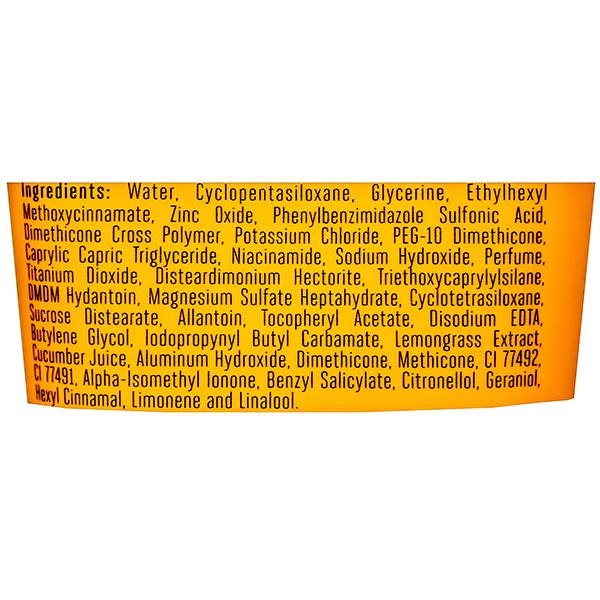 Ingredients: Water, Cyclopentasiloxane, Glycerine, Ethylhexyl
Methoxycinnamate, Zinc Oxide, Phenylbenzimidazole Sulfonic Acid,
Dimethicone Cross Polymer, Potassium Chloride, PEG-10 Dimethicone,
Caprylic Capric Triglyceride, Niacinamide, Sodium Hydroxide, Perfume,
Titanium Dioxide, Disteardimonium Hectorite, Triethoxycaprylylsilane,
DMDM Hydantoin, Magnesium Sulfate Heptahydrate, Cyclotetrasiloxane,
Sucrose Distearate, Allantoin, Tocopheryl Acetate, Disodium EDTA,
Butylene Glycol, Iodopropynyl Butyl Carbamate, Lemongrass Extract,
Cucumber Juice, Aluminum Hydroxide, Dimethicone, Methicone, CI 77492,
CI 77491, Alpha-Isomethyl Ionone, Benzyl Salicylate, Citronellol, Geraniol,
Hexyl Cinnamal, Limonene and Linalool.